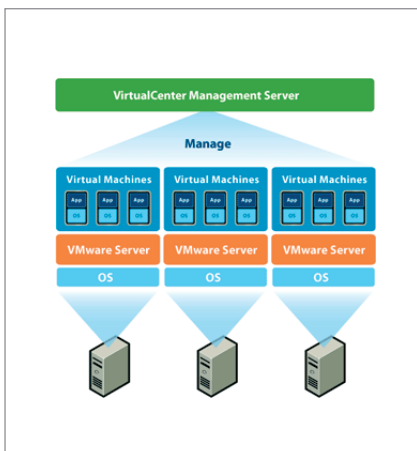 VirtualCenter Management Server
Manage
Virtual Machines Virtual Machines Virtual Machines
App App App App App App App App App
OS OS OS OS OS OS OS OS OS
VMware Server VMware Server VMware Server
OS OS OS